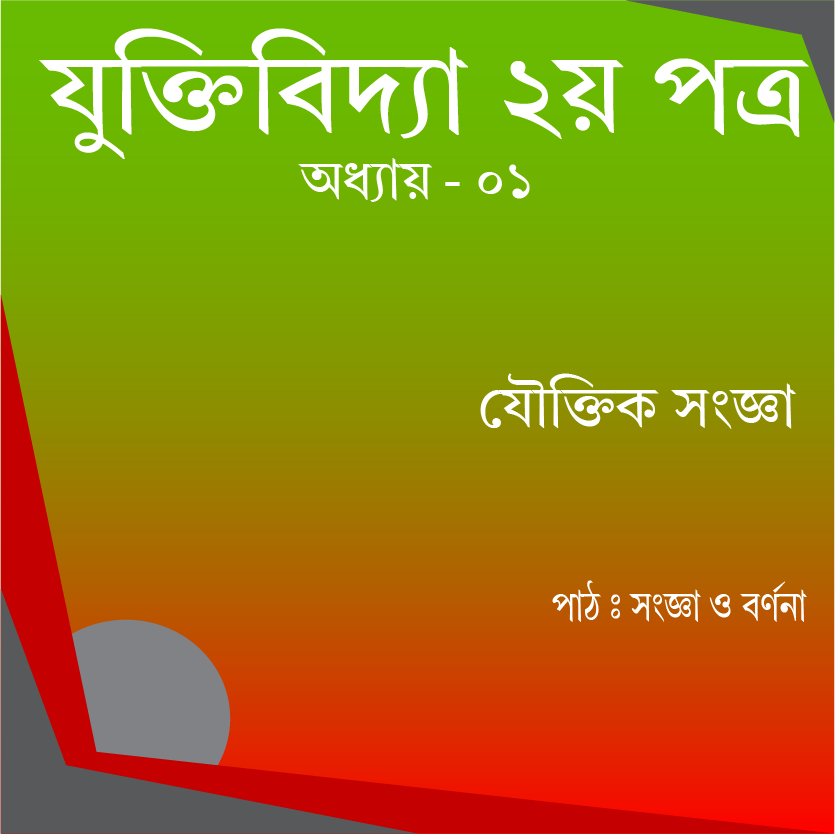 যুক্তিবিদ্যা ২য় পত্র
অধ্যায় - ০১
যৌক্তিক সংজ্ঞা
পাঠ ঃ সংজ্ঞা ও বর্ণনা